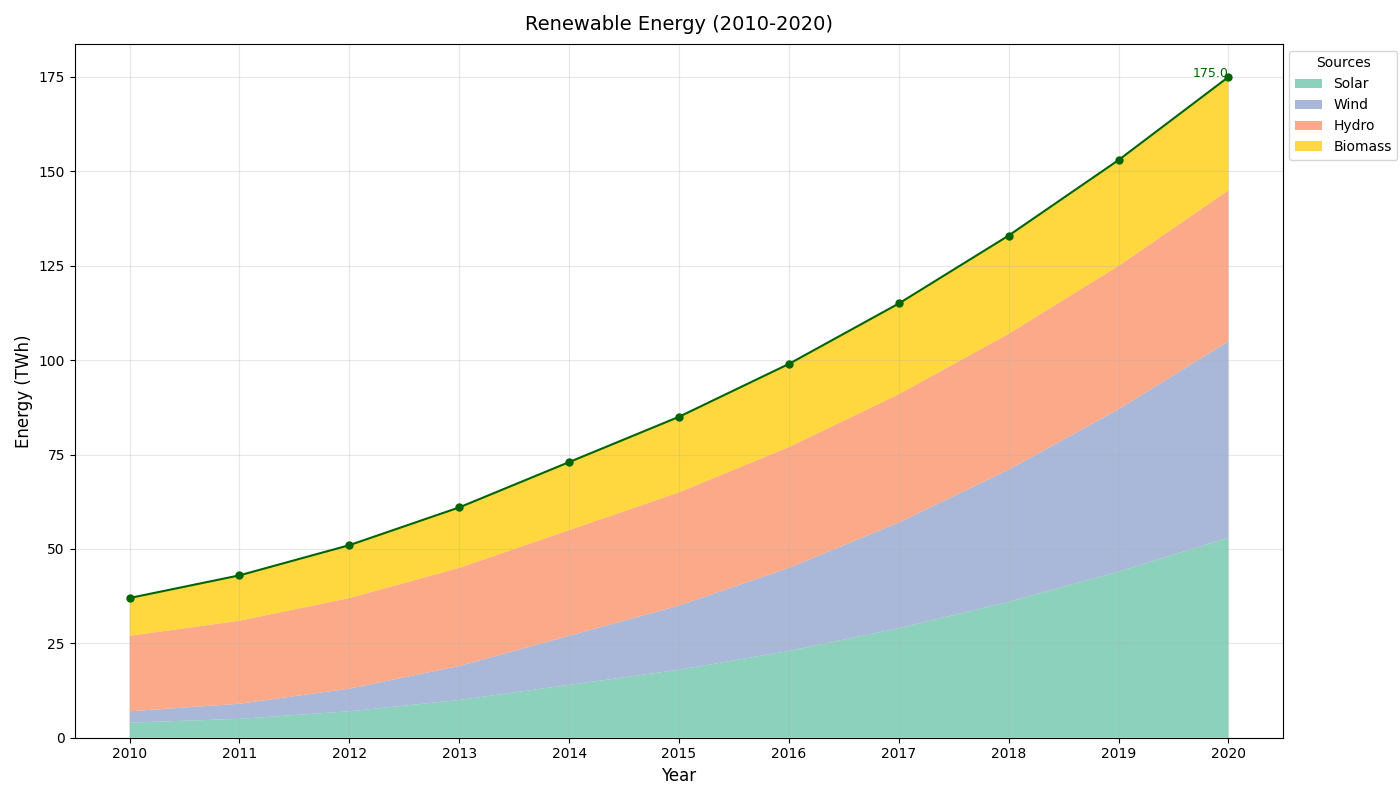 Renewable Energy (2010-2020)
Sources
Solar
Wind
Hydro
Biomass
175.0
175
150
125
100
75
50
25
0
Energy (TWh)
2010 2011 2012 2013 2014 2015 2016 2017 2018 2019 2020
Year